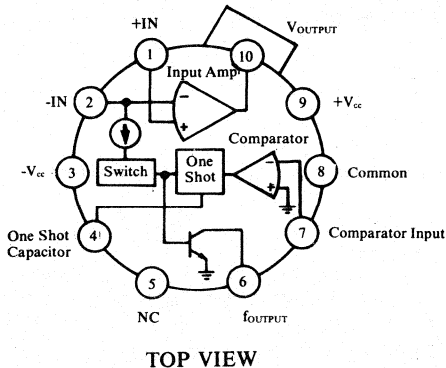 +IN
VOUTPUT
1
10
Input Amp.
-IN
2
9
+Vcc
Comparator
-Vcc
3
Switch
One
Shot
8
Common
One Shot
Capacitor
4
7
Comparator Input
5
6
NC
fOUTPUT
TOP VIEW